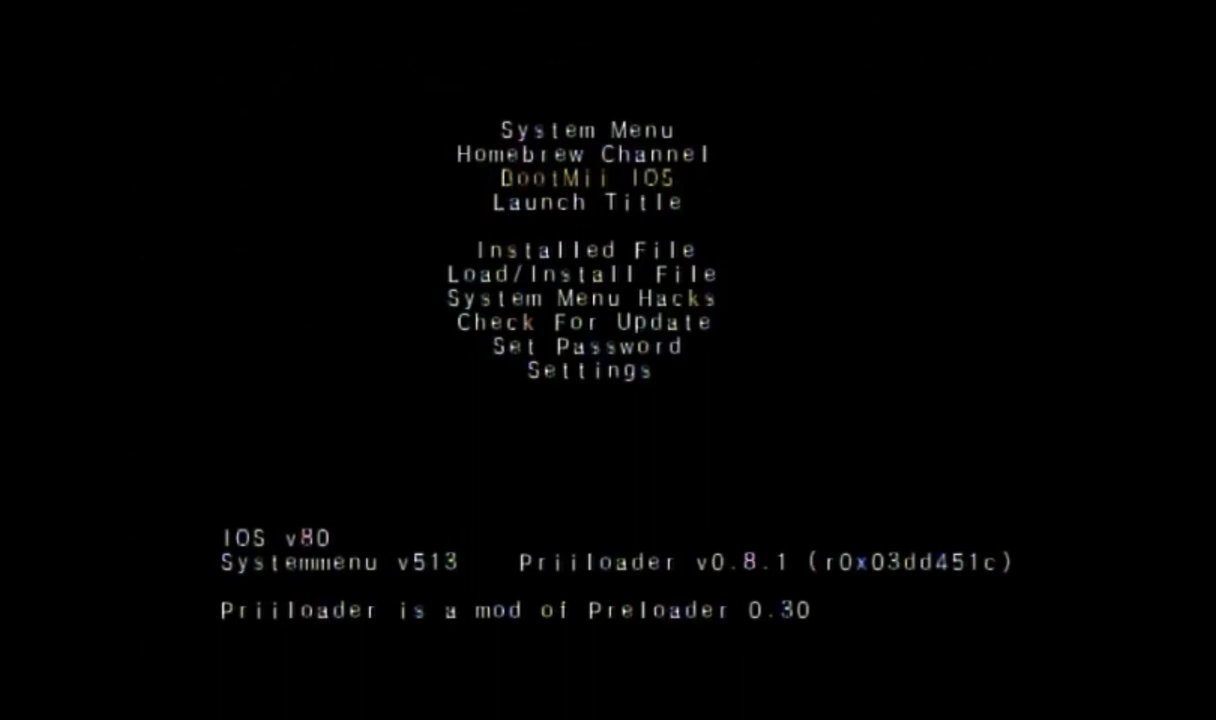 System Menu
Homebrew Channel
BootMii IOS
Launch Title
Installed File
Load/Install File
System Menu Hacks
Check For Update
Set Password
Settings
IOS v80
Systemmenu v513 Priiloader v0.8.1 (r0x03dd451c)
Priiloader is a mod of Preloader 0.30